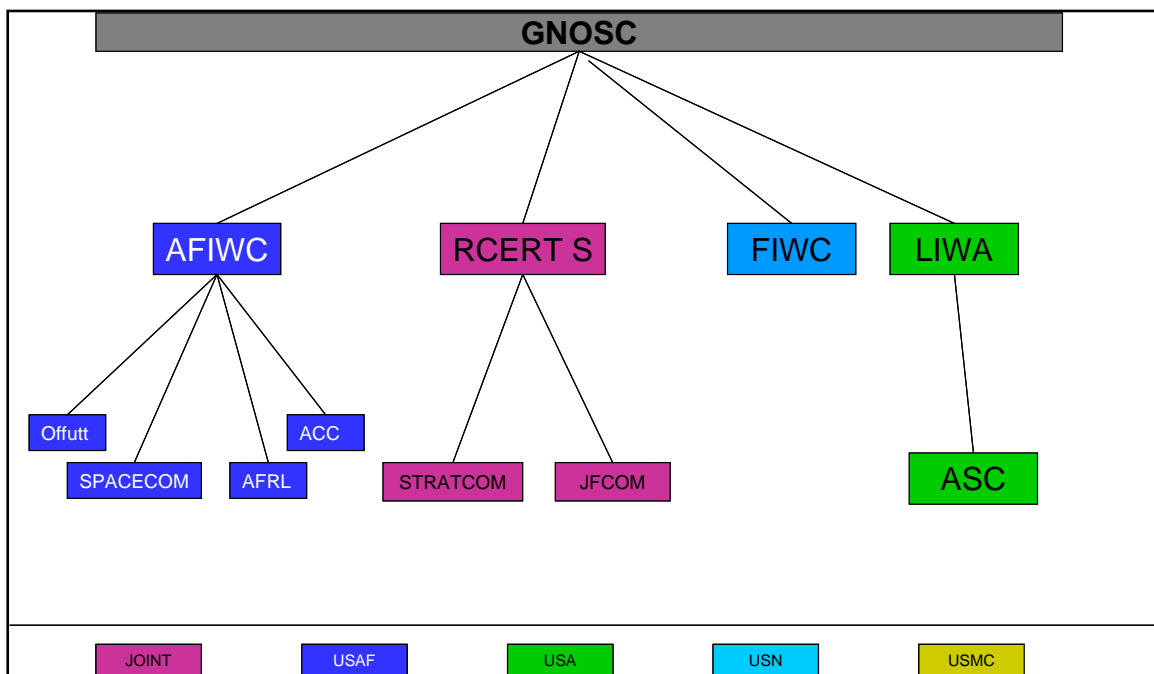 GNOSC
AFIWC
RCERT S
FIWC
LIWA
Offutt
ACC
SPACECOM
AFRL
STRATCOM
JFCOM
ASC
JOINT
USAF
USA
USN
USMC